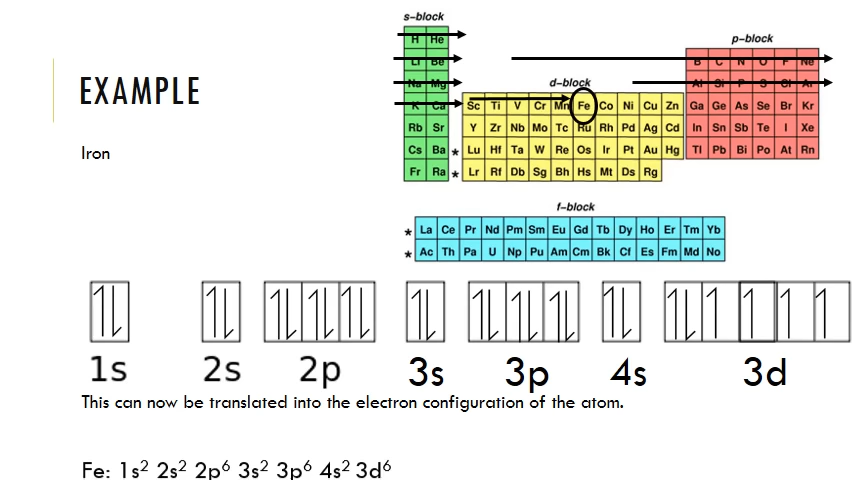 EXAMPLE
Iron
s-block
H He
Li Be
Na Mg
K Ca
Rb Sr
Cs Ba *
Fr Ra *
d-block
Sc Ti V Cr Mn Fe Co Ni Cu Zn
Y Zr Nb Mo Tc Ru Rh Pd Ag Cd
Lu Hf Ta W Re Os Ir Pt Au Hg
Lr Rf Db Sg Bh Hs Mt Ds Rg
p-block
B C N O F Ne
Al Si P S Cl Ar
Ga Ge As Se Br Kr
In Sn Sb Te I Xe
Tl Pb Bi Po At Rn
f-block
* La Ce Pr Nd Pm Sm Eu Gd Tb Dy Ho Er Tm Yb
* Ac Th Pa U Np Pu Am Cm Bk Cf Es Fm Md No
1s 2s 2p 3s 3p 4s 3d
This can now be translated into the electron configuration of the atom.
Fe: 1s² 2s² 2p⁶ 3s² 3p⁶ 4s² 3d⁶